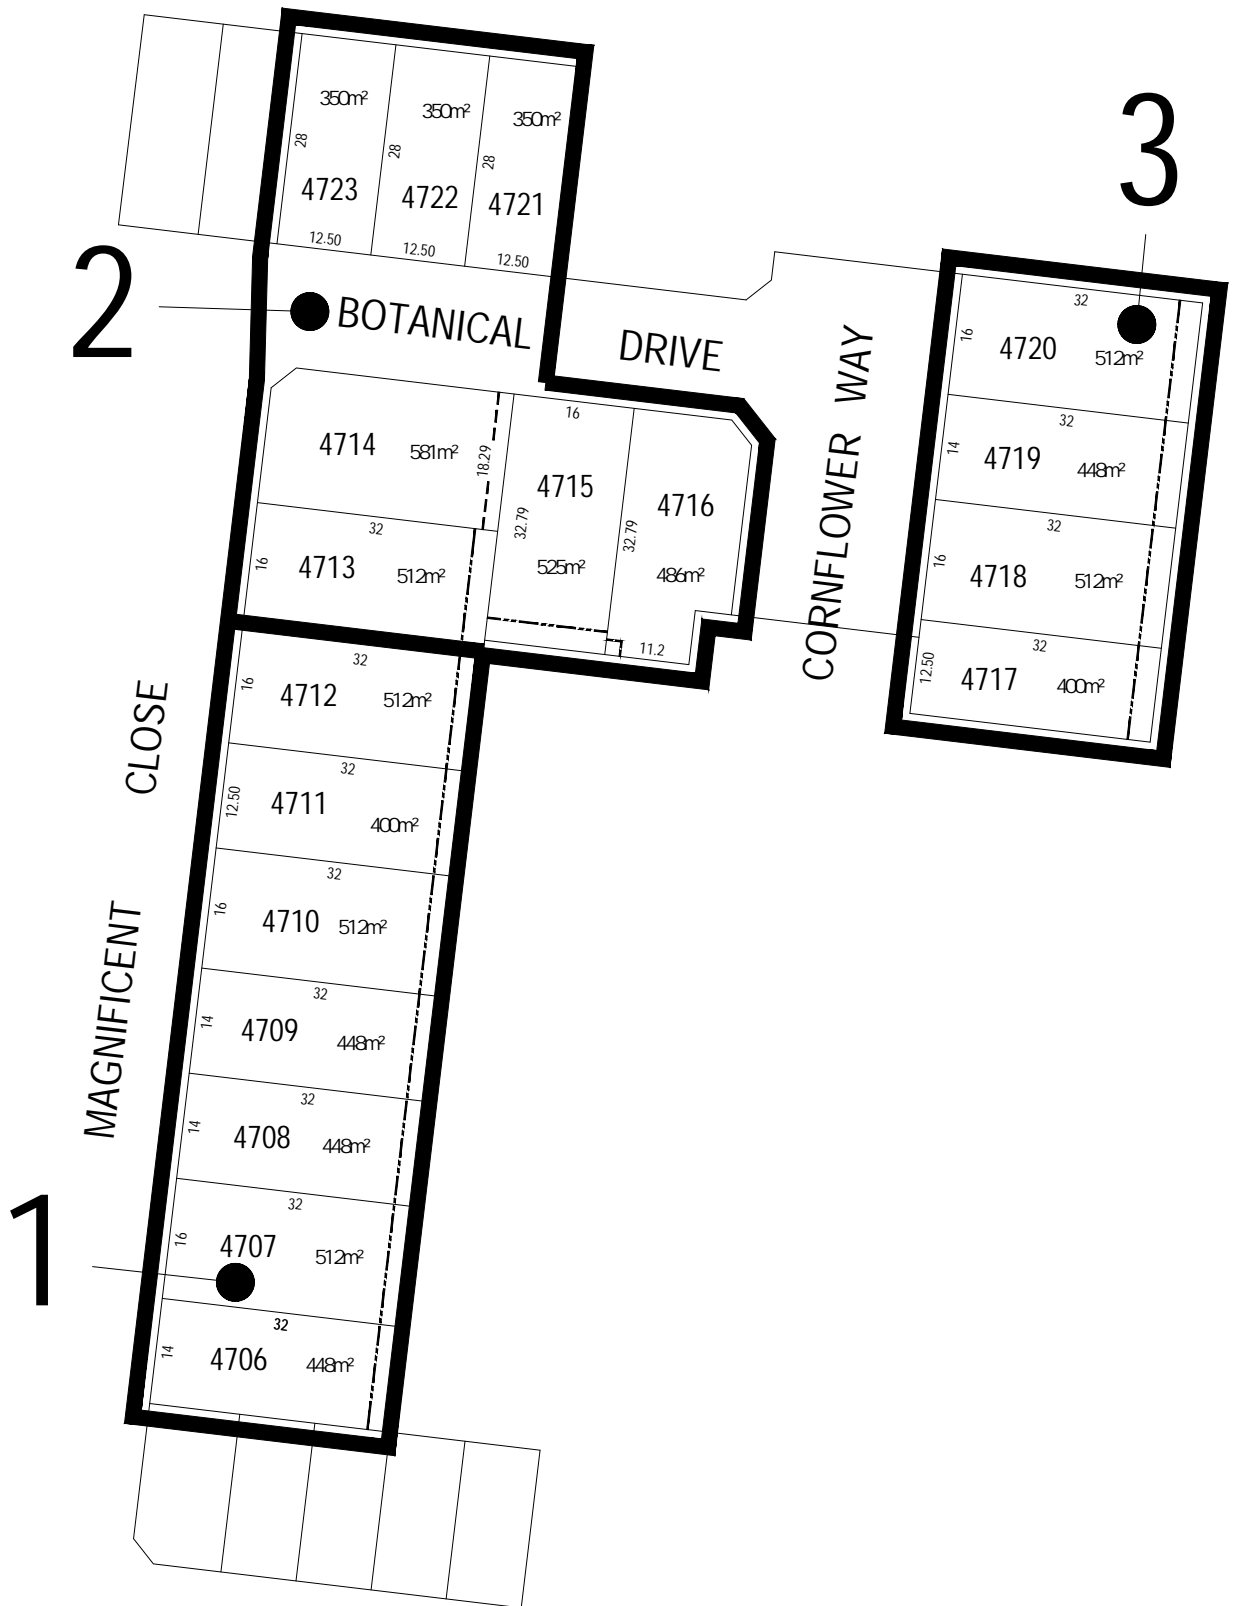 350m²
350m²
350m²
28
28
28
4723
4722
4721
12.50
12.50
12.50
3
2
BOTANICAL DRIVE
CORNFLOWER WAY
32
16
4720
512m²
32
14
4719
448m²
32
16
4718
512m²
32
12.50
4717
400m²
4714
581m²
18.29
16
4715
32.79
525m²
4716
32.79
486m²
11.2
32
16
4713
512m²
MAGNIFICENT CLOSE
32
16
4712
512m²
32
12.50
4711
400m²
32
16
4710
512m²
32
14
4709
448m²
32
14
4708
448m²
1
32
16
4707
512m²
32
14
4706
448m²